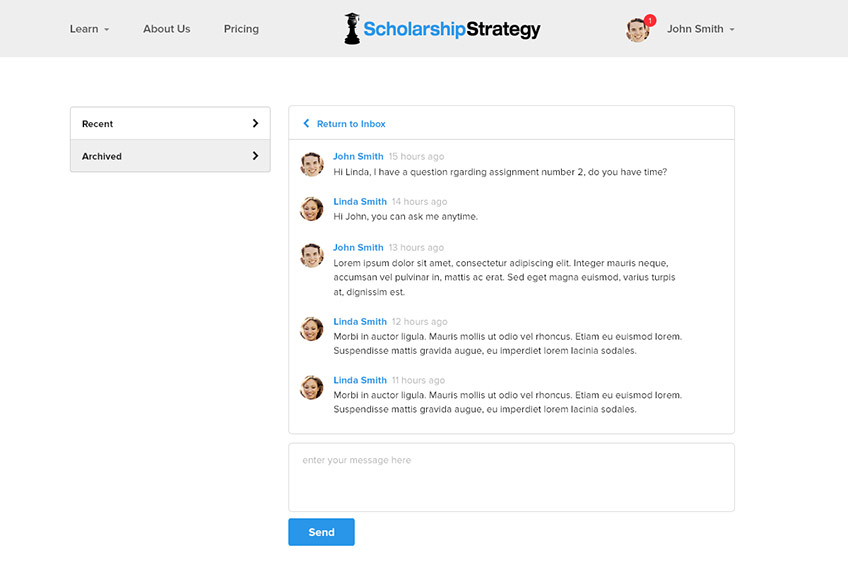 Learn
About Us
Pricing
ScholarshipStrategy
1
John Smith
Recent
Archived
Return to Inbox
John Smith 15 hours ago
Hi Linda, I have a question rgarding assignment number 2, do you have time?
Linda Smith 14 hours ago
Hi John, you can ask me anytime.
John Smith 13 hours ago
Lorem ipsum dolor sit amet, consectetur adipiscing elit. Integer mauris neque,
accumsan vel pulvinar in, mattis ac erat. Sed eget magna euismod, varius turpis
at, dignissim est.
Linda Smith 12 hours ago
Morbi in auctor ligula. Mauris mollis ut odio vel rhoncus. Etiam eu euismod lorem.
Suspendisse mattis gravida augue, eu imperdiet lorem lacinia sodales.
Linda Smith 11 hours ago
Morbi in auctor ligula. Mauris mollis ut odio vel rhoncus. Etiam eu euismod lorem.
Suspendisse mattis gravida augue, eu imperdiet lorem lacinia sodales.
enter your message here
Send